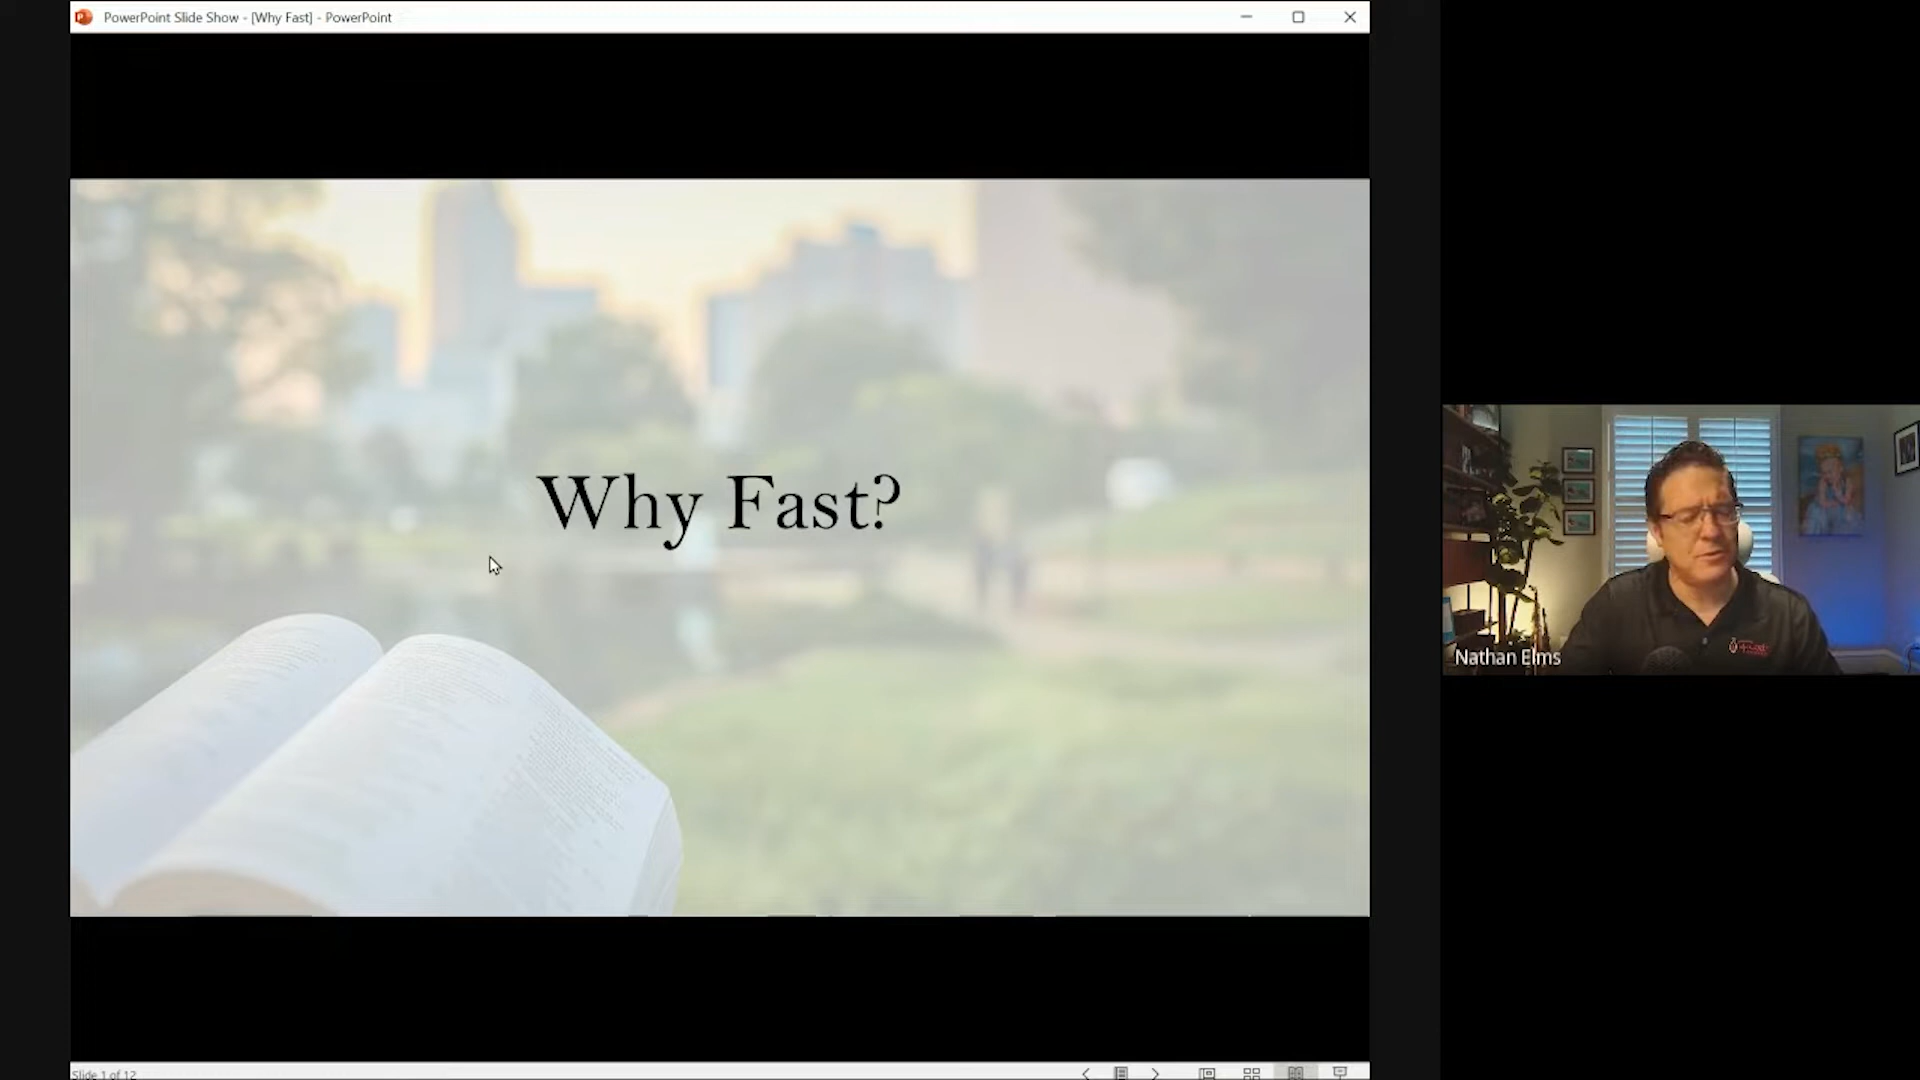 PowerPoint Slide Show - [Why Fast] - PowerPoint
Why Fast?
Nathan Elms
Slide 1 of 12